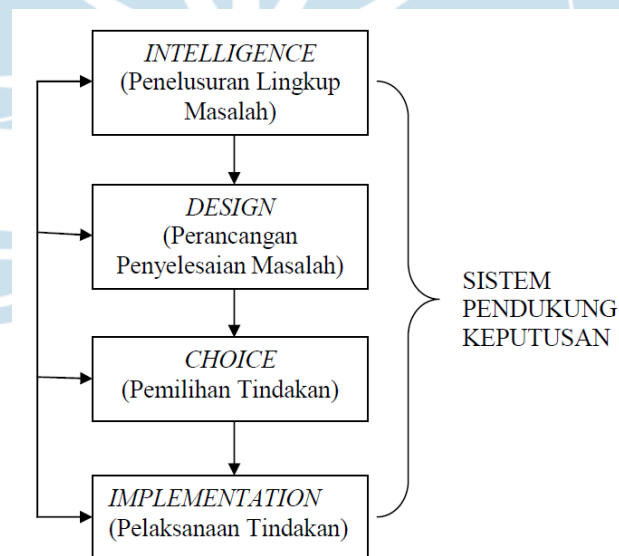 INTELLIGENCE
(Penelusuran Lingkup
Masalah)
DESIGN
(Perancangan
Penyelesaian Masalah)
SISTEM
PENDUKUNG
KEPUTUSAN
CHOICE
(Pemilihan Tindakan)
IMPLEMENTATION
(Pelaksanaan Tindakan)